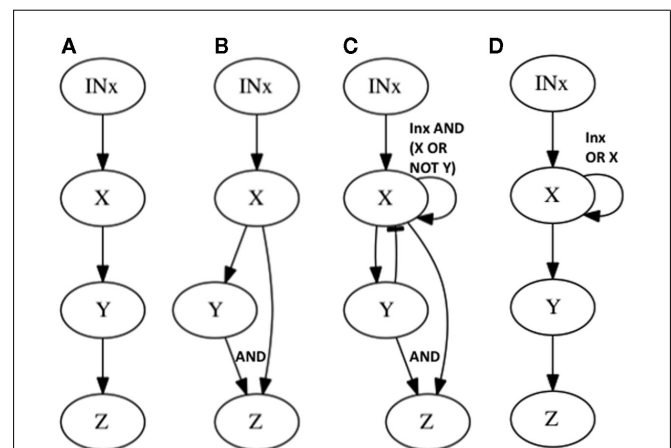 A
B
C
D
INx
INx
INx
INx
Inx AND
(X OR
NOT Y)
Inx
OR X
X
X
X
X
Y
Y
Y
Y
AND
AND
Z
Z
Z
Z